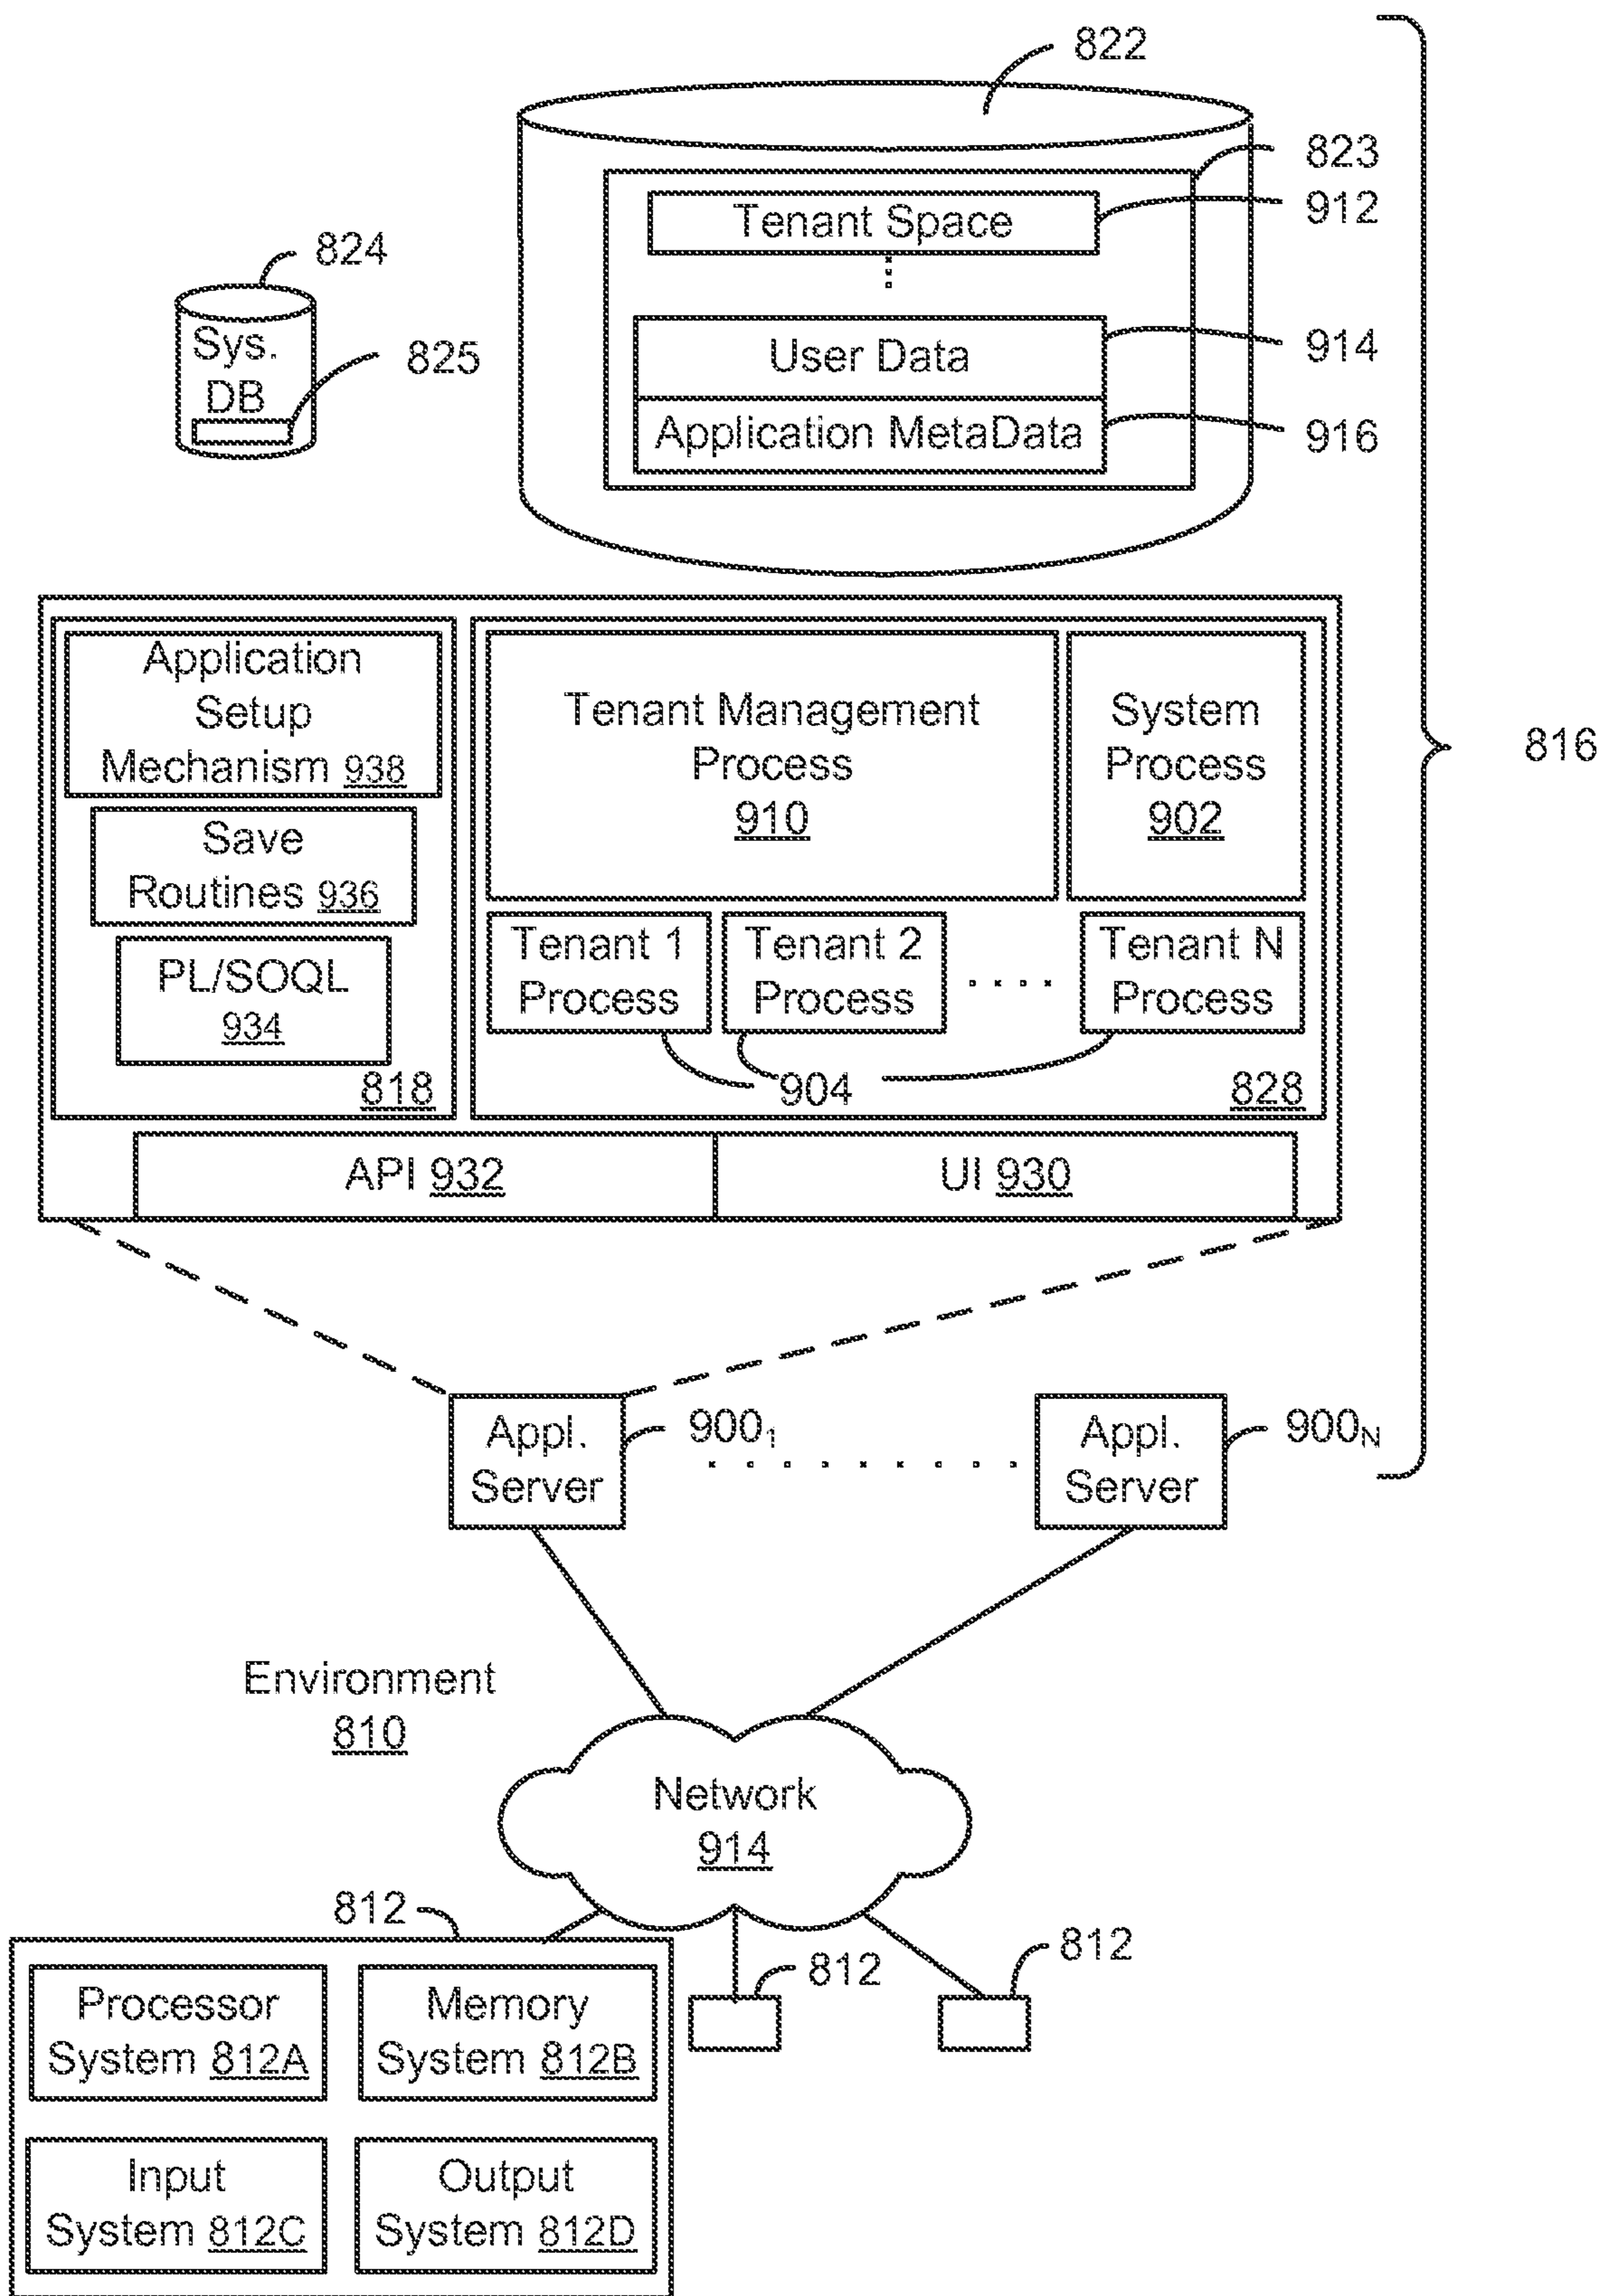 822
823
Tenant Space
912
824
Sys.
DB
825
User Data
914
Application MetaData
916
816
Application
Setup
Mechanism 938
Save
Routines 936
PL/SOQL
934
818
Tenant Management
Process
910
System
Process
902
Tenant 1
Process
Tenant 2
Process
Tenant N
Process
904
828
API 932
UI 930
Appl.
Server
900₁
Appl.
Server
900N
Environment
810
Network
914
812
812
812
Processor
System 812A
Memory
System 812B
Input
System 812C
Output
System 812D